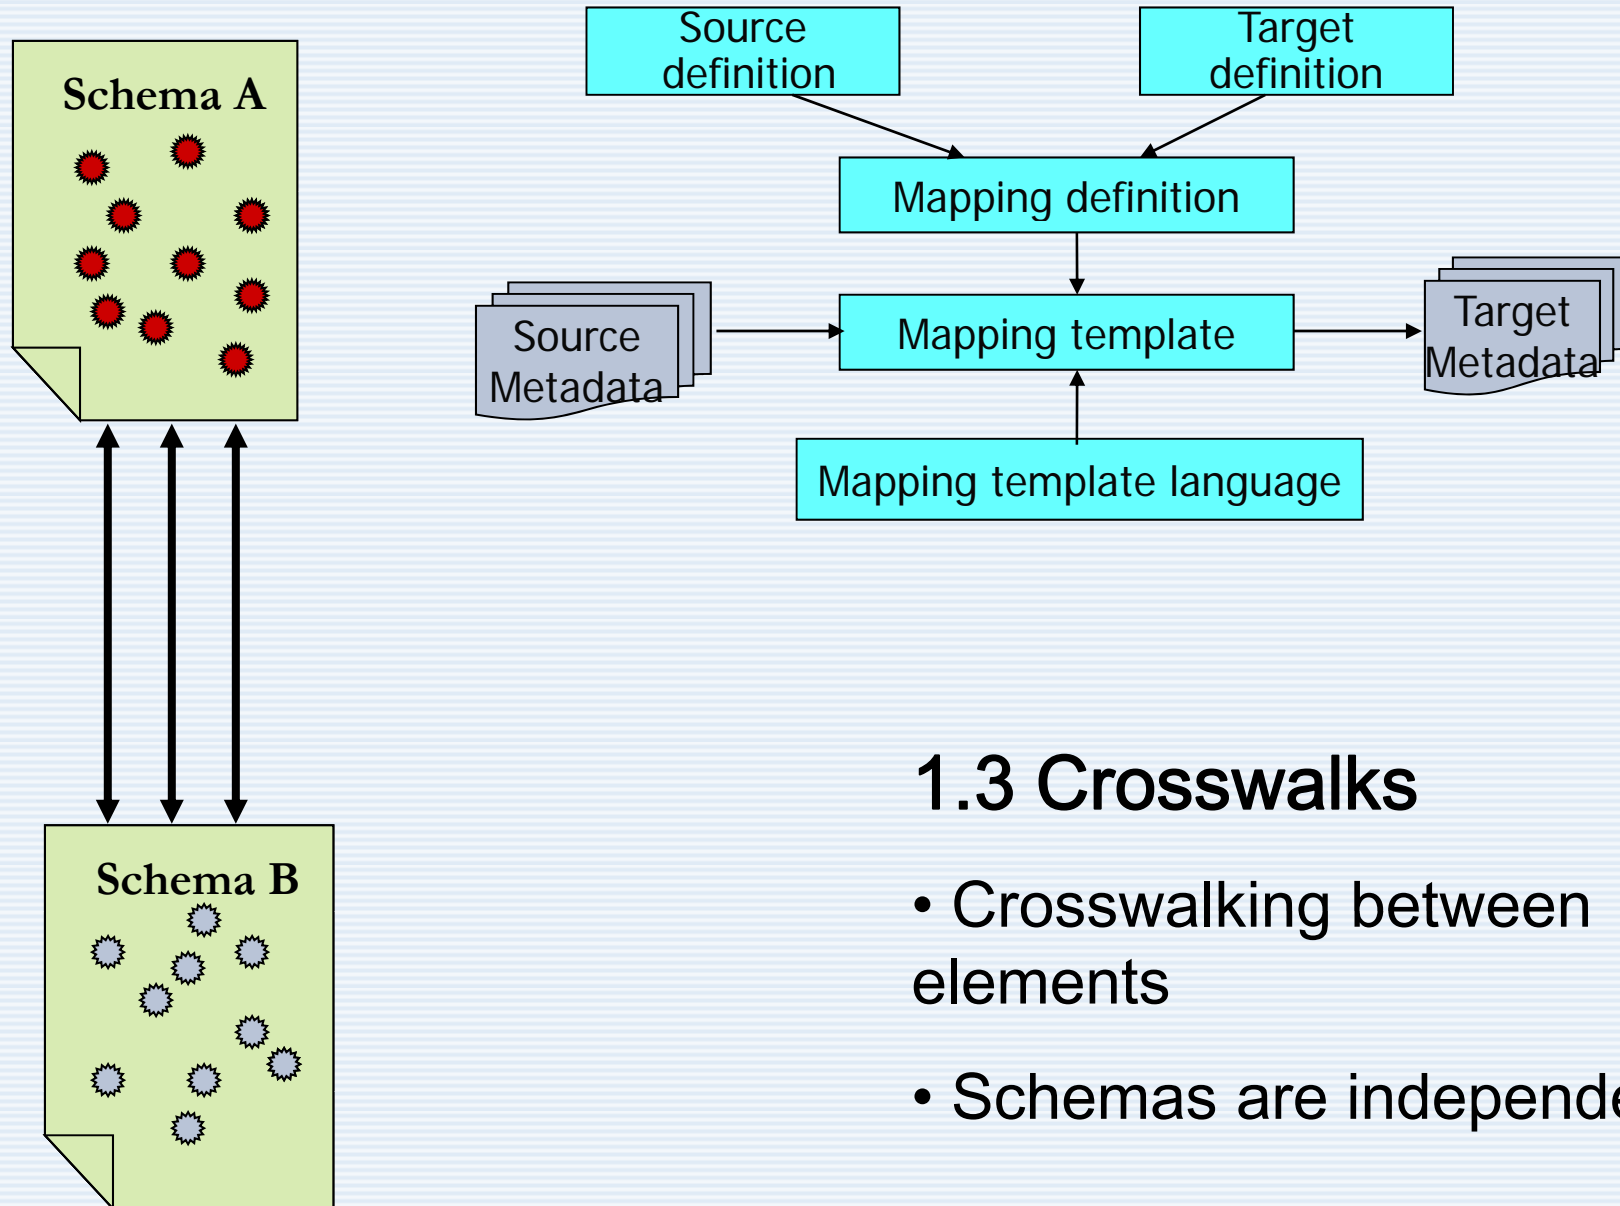 Schema A
Source
definition
Target
definition
Mapping definition
Source
Metadata
Mapping template
Target
Metadata
Mapping template language
Schema B
1.3 Crosswalks
• Crosswalking between
elements
• Schemas are